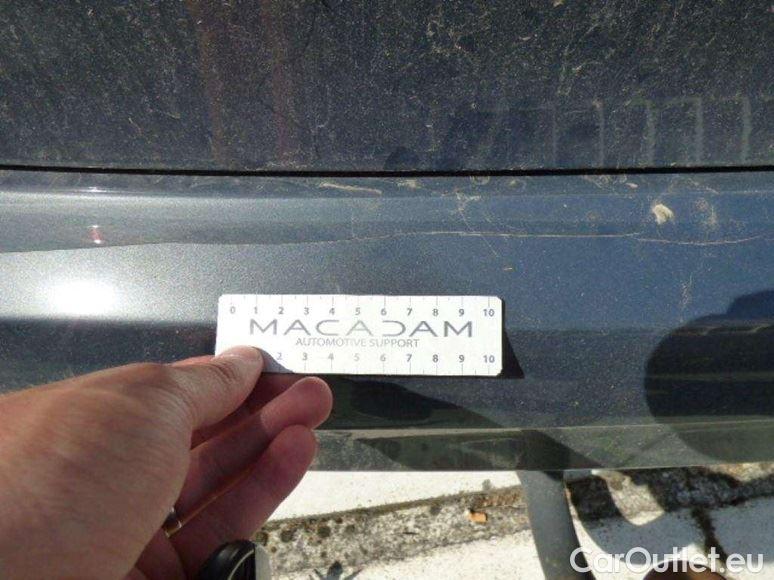 0 1 2 3 4 5 6 7 8 9 10
MACADAM
AUTOMOTIVE SUPPORT
2 3 4 5 6 7 8 9 10
CarOutlet.eu